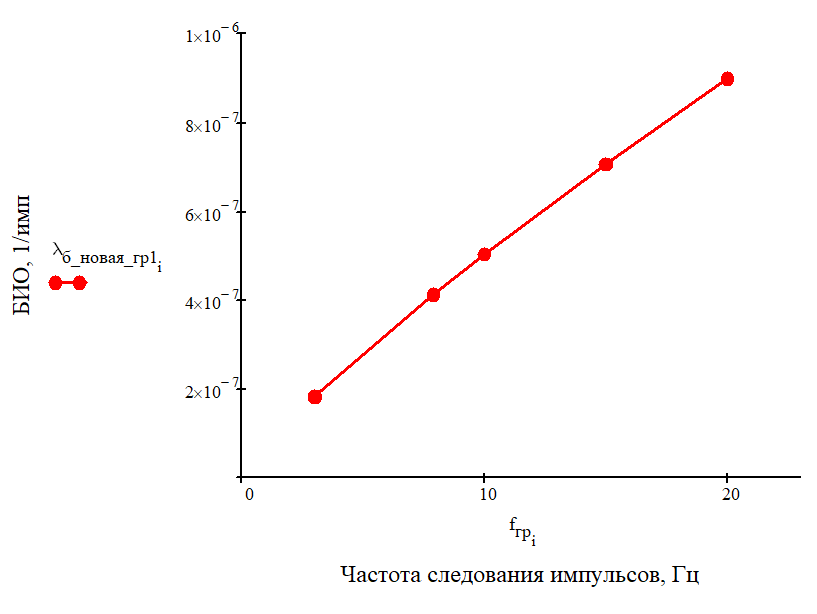 1×10⁻⁶
8×10⁻⁷
6×10⁻⁷
4×10⁻⁷
2×10⁻⁷
БИО, 1/имп
λб_новая_гр1i
0 10 20
fгрi
Частота следования импульсов, Гц